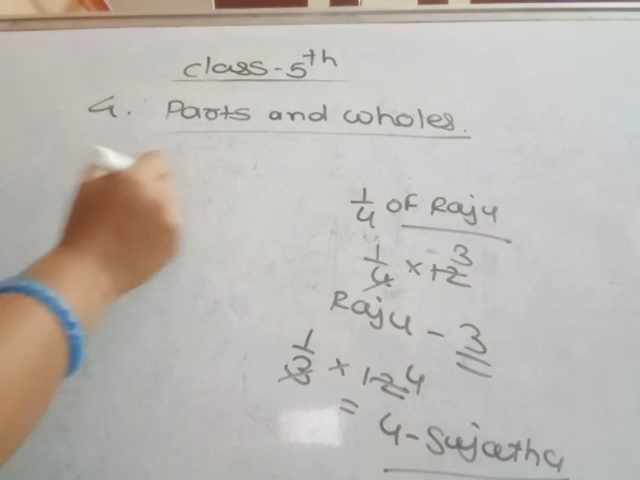 Class-5th
4. Parts and wholes.
1/4 OF Raju
1/4 × 12 3
Raju - 3
1/3 × 12 4
= 4 - Sujatha